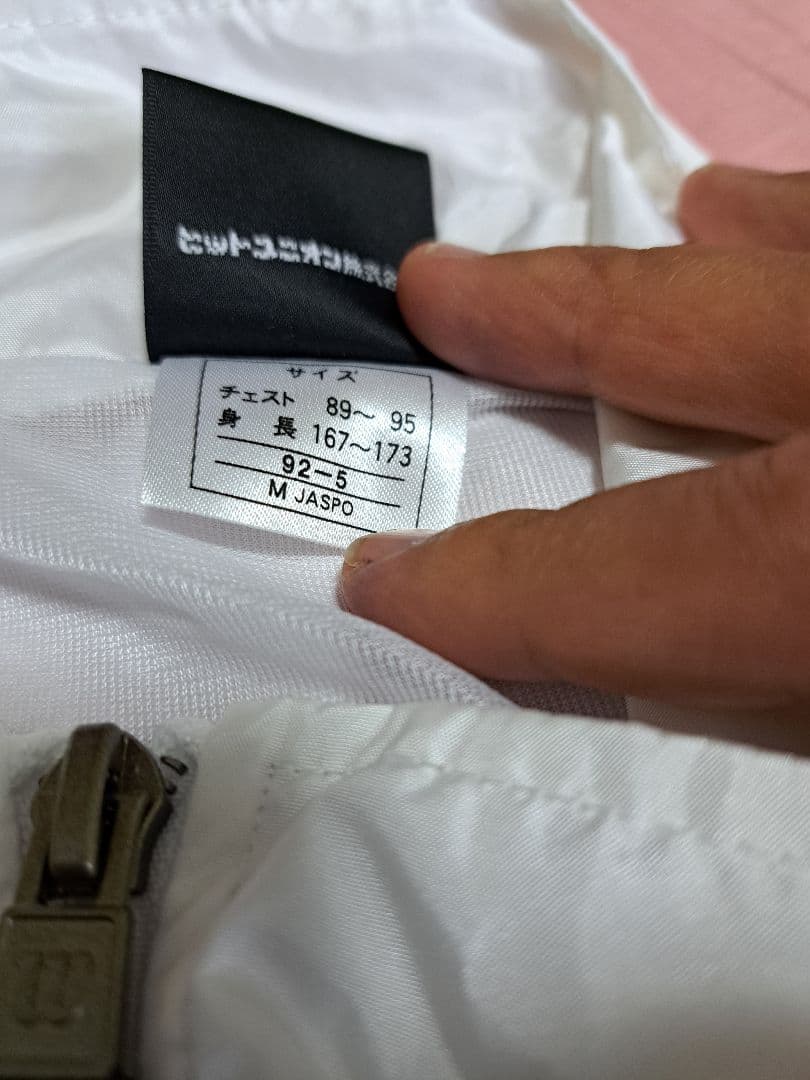 ヒットユニオン株式会
サイズ
チェスト 89～ 95
身 長 167～173
92-5
M JASPO